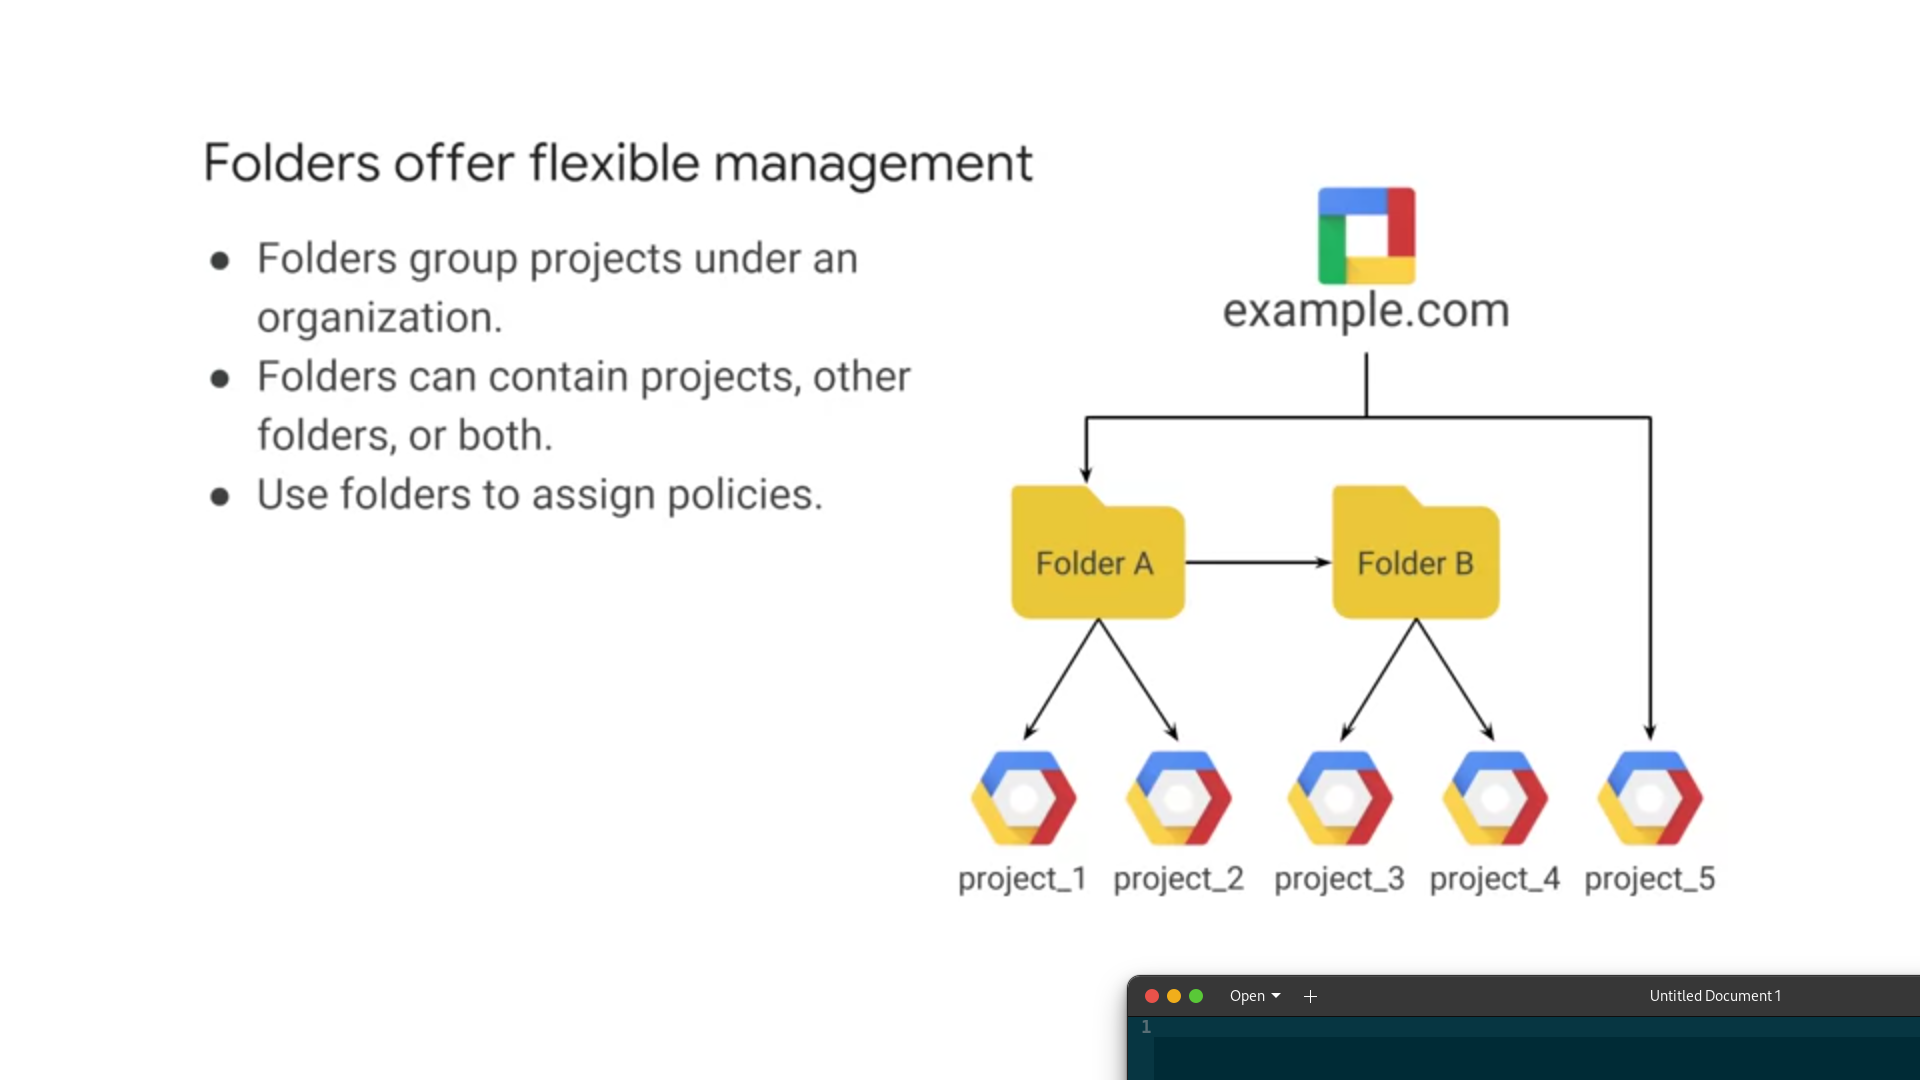 Folders offer flexible management
● Folders group projects under an
organization.
● Folders can contain projects, other
folders, or both.
● Use folders to assign policies.
example.com
Folder A
Folder B
project_1
project_2
project_3
project_4
project_5
Open
Untitled Document 1
1